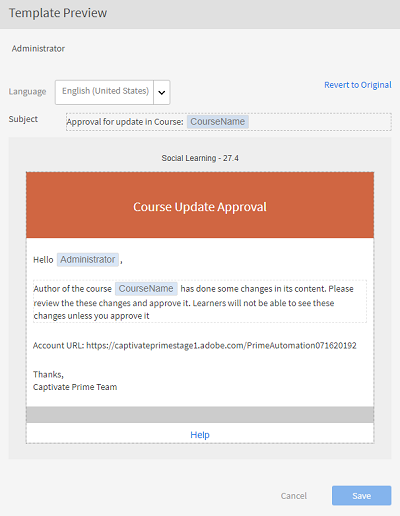 Template Preview
Administrator
Language English (United States) Revert to Original
Subject Approval for update in Course: CourseName
Social Learning - 27.4
Course Update Approval
Hello Administrator ,
Author of the course CourseName has done some changes in its content. Please
review the these changes and approve it. Learners will not be able to see these
changes unless you approve it
Account URL: https://captivateprimestage1.adobe.com/PrimeAutomation071620192
Thanks,
Captivate Prime Team
Help
Cancel Save